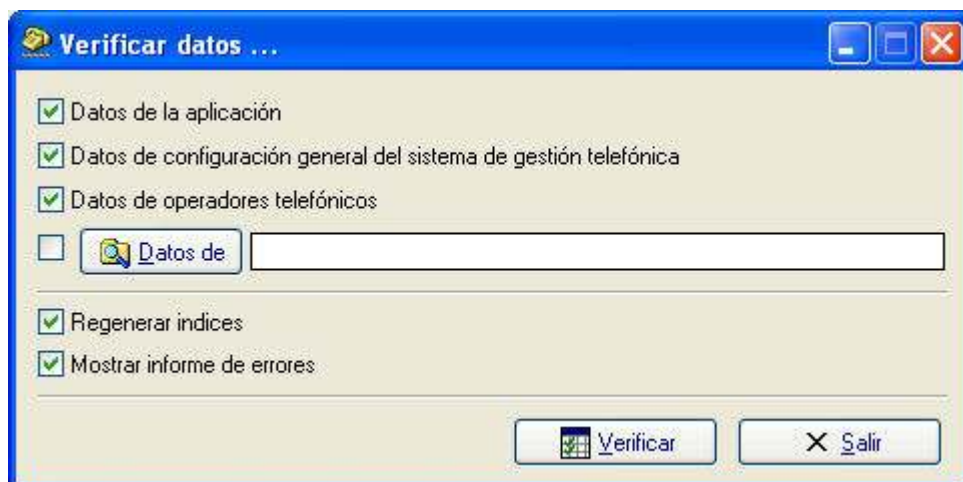 Verificar datos ...
Datos de la aplicación
Datos de configuración general del sistema de gestión telefónica
Datos de operadores telefónicos
Datos de
Regenerar indices
Mostrar informe de errores
Verificar Salir